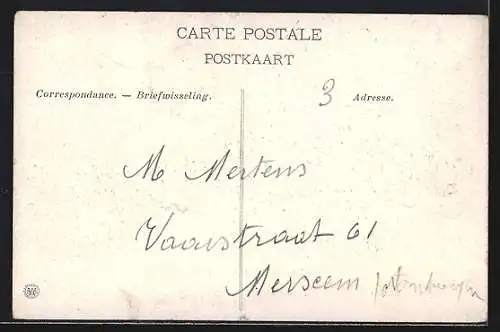 CARTE POSTALE
POSTKAART
Correspondance. — Briefwisseling.
3 Adresse.
M Mertens
Vaarstraat 61
Merxem